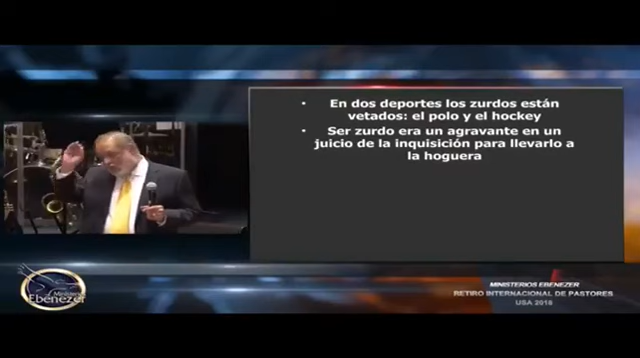 • En dos deportes los zurdos están
vetados: el polo y el hockey
• Ser zurdo era un agravante en un
juicio de la inquisición para llevarlo a
la hoguera
Ministerios
Ebenezer
MINISTERIOS EBENEZER
RETIRO INTERNACIONAL DE PASTORES
USA 2018